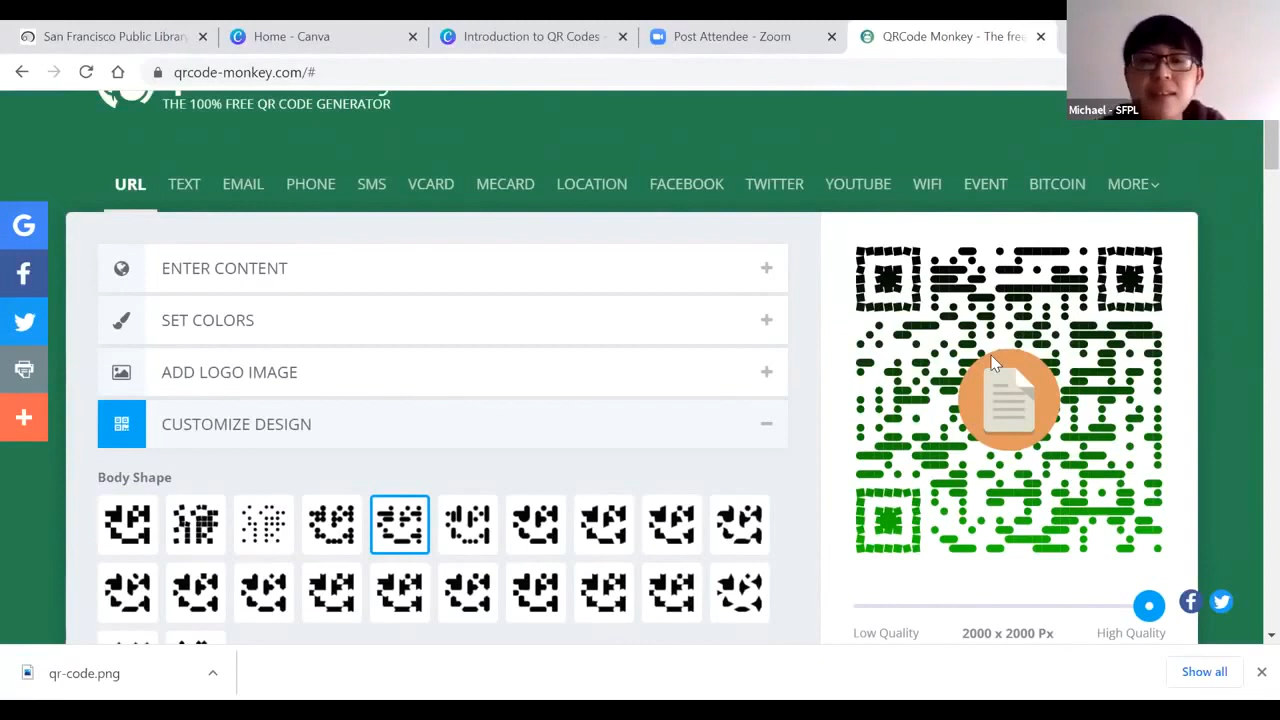 San Francisco Public Library
Home - Canva
Introduction to QR Codes -
Post Attendee - Zoom
QRCode Monkey - The free
qrcode-monkey.com/#
Michael - SFPL
THE 100% FREE QR CODE GENERATOR
URL TEXT EMAIL PHONE SMS VCARD MECARD LOCATION FACEBOOK TWITTER YOUTUBE WIFI EVENT BITCOIN MORE
ENTER CONTENT
SET COLORS
ADD LOGO IMAGE
CUSTOMIZE DESIGN
Body Shape
Low Quality 2000 x 2000 Px High Quality
qr-code.png
Show all